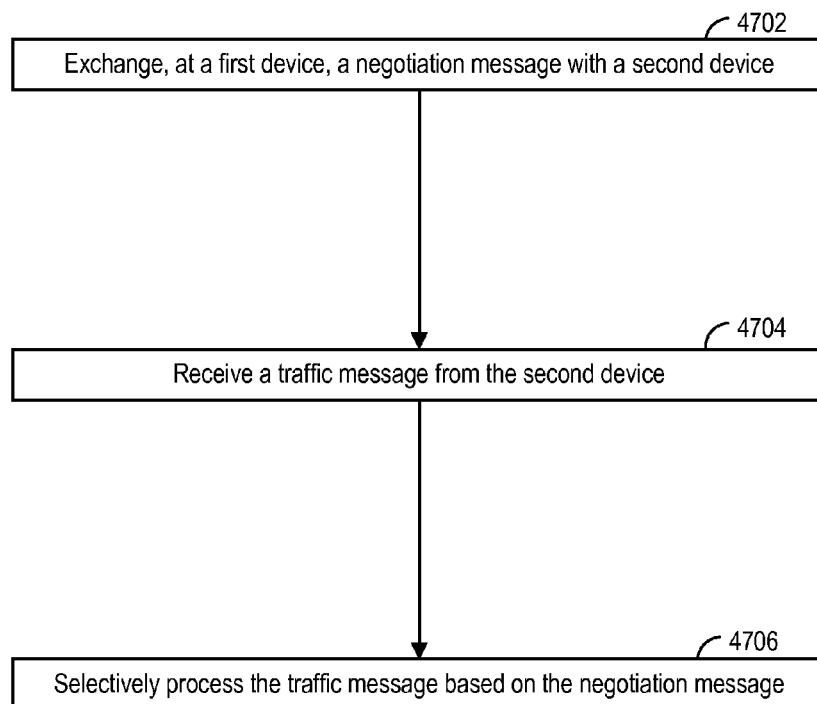 4702
Exchange, at a first device, a negotiation message with a second device
4704
Receive a traffic message from the second device
4706
Selectively process the traffic message based on the negotiation message